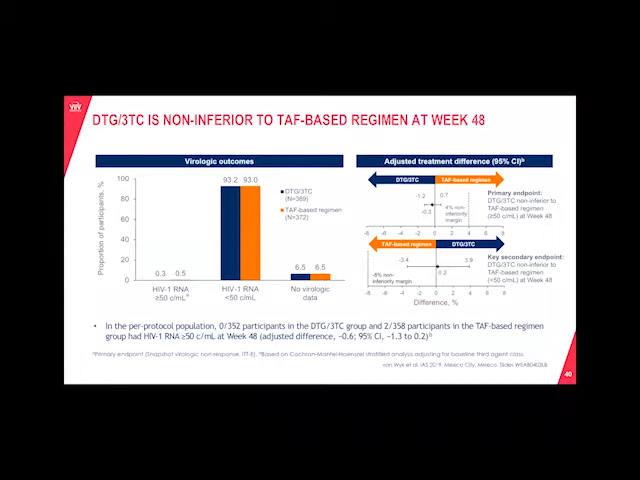 ViiV
DTG/3TC IS NON-INFERIOR TO TAF-BASED REGIMEN AT WEEK 48
Virologic outcomes
Proportion of participants, %
100
80
60
40
20
0
0.3 0.5
93.2 93.0
6.5 6.5
DTG/3TC
(N=369)
TAF-based regimen
(N=372)
HIV-1 RNA
≥50 c/mLª
HIV-1 RNA
<50 c/mL
No virologic
data
Adjusted treatment difference (95% CI)ᵇ
DTG/3TC TAF-based regimen
-1.2 0.7
-0.3
4% non-
inferiority
margin
-8 -6 -4 -2 0 2 4 6 8
Primary endpoint:
DTG/3TC non-inferior to
TAF-based regimen
(≥50 c/mL) at Week 48
TAF-based regimen DTG/3TC
-3.4 3.9
0.2
-8% non-
inferiority margin
-8 -6 -4 -2 0 2 4 6 8
Difference, %
Key secondary endpoint:
DTG/3TC non-inferior to
TAF-based regimen
(<50 c/mL) at Week 48
• In the per-protocol population, 0/352 participants in the DTG/3TC group and 2/358 participants in the TAF-based regimen
group had HIV-1 RNA ≥50 c/mL at Week 48 (adjusted difference, −0.6; 95% CI, −1.3 to 0.2)ᵇ
ªPrimary endpoint (Snapshot virologic non-response, ITT-E). ᵇBased on Cochran-Mantel-Haenszel stratified analysis adjusting for baseline third agent class.
van Wyk et al. IAS 2019; Mexico City, Mexico. Slides WEAB0403LB.
40